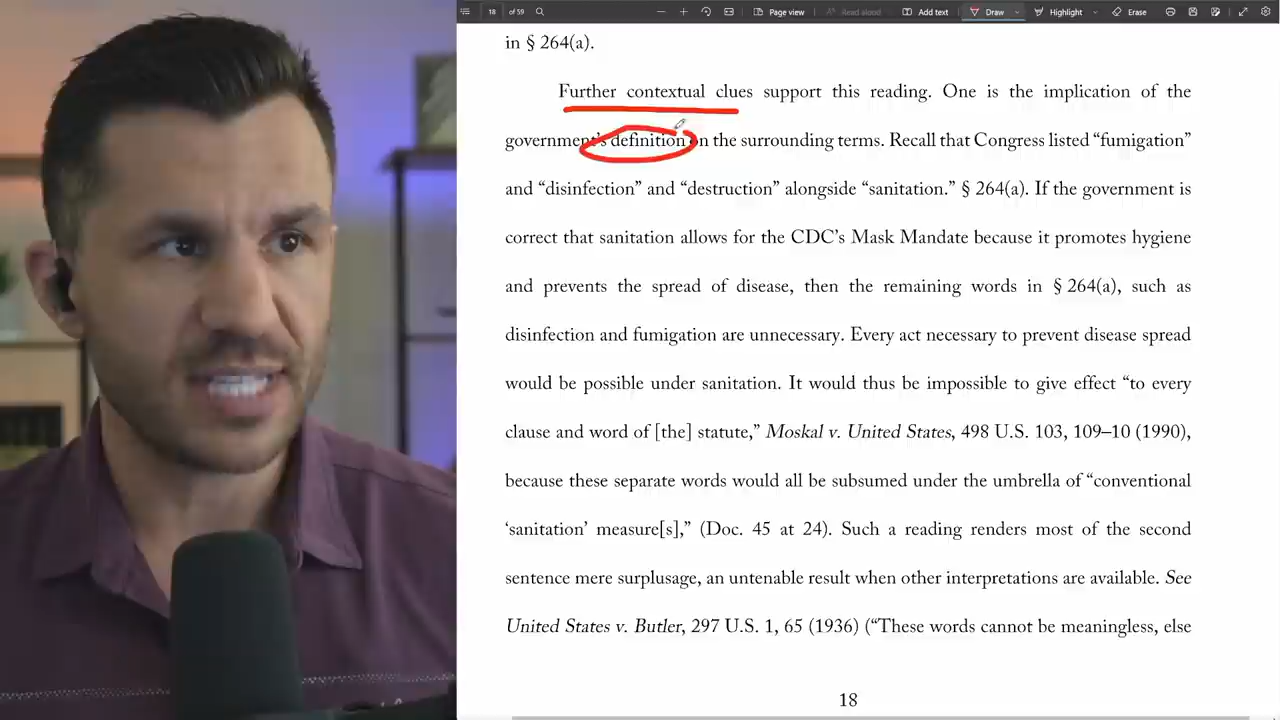 18 of 59 Page view Read aloud Add text Draw Highlight Erase
in § 264(a).
Further contextual clues support this reading. One is the implication of the
government’s definition on the surrounding terms. Recall that Congress listed “fumigation”
and “disinfection” and “destruction” alongside “sanitation.” § 264(a). If the government is
correct that sanitation allows for the CDC’s Mask Mandate because it promotes hygiene
and prevents the spread of disease, then the remaining words in § 264(a), such as
disinfection and fumigation are unnecessary. Every act necessary to prevent disease spread
would be possible under sanitation. It would thus be impossible to give effect “to every
clause and word of [the] statute,” Moskal v. United States, 498 U.S. 103, 109–10 (1990),
because these separate words would all be subsumed under the umbrella of “conventional
‘sanitation’ measure[s],” (Doc. 45 at 24). Such a reading renders most of the second
sentence mere surplusage, an untenable result when other interpretations are available. See
United States v. Butler, 297 U.S. 1, 65 (1936) (“These words cannot be meaningless, else
18